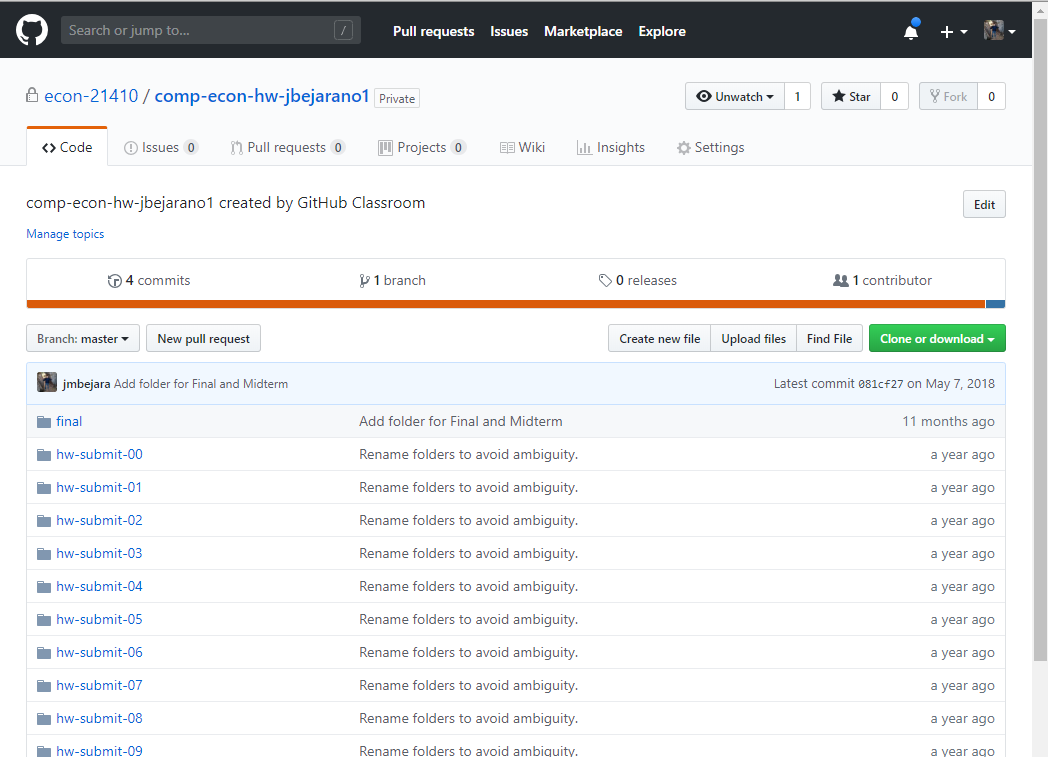 Search or jump to... / Pull requests Issues Marketplace Explore
econ-21410 / comp-econ-hw-jbejarano1 Private Unwatch 1 Star 0 Fork 0
Code Issues 0 Pull requests 0 Projects 0 Wiki Insights Settings
comp-econ-hw-jbejarano1 created by GitHub Classroom Edit
Manage topics
4 commits 1 branch 0 releases 1 contributor
Branch: master New pull request Create new file Upload files Find File Clone or download
jmbejara Add folder for Final and Midterm Latest commit 081cf27 on May 7, 2018
final Add folder for Final and Midterm 11 months ago
hw-submit-00 Rename folders to avoid ambiguity. a year ago
hw-submit-01 Rename folders to avoid ambiguity. a year ago
hw-submit-02 Rename folders to avoid ambiguity. a year ago
hw-submit-03 Rename folders to avoid ambiguity. a year ago
hw-submit-04 Rename folders to avoid ambiguity. a year ago
hw-submit-05 Rename folders to avoid ambiguity. a year ago
hw-submit-06 Rename folders to avoid ambiguity. a year ago
hw-submit-07 Rename folders to avoid ambiguity. a year ago
hw-submit-08 Rename folders to avoid ambiguity. a year ago
hw-submit-09 Rename folders to avoid ambiguity. a year ago